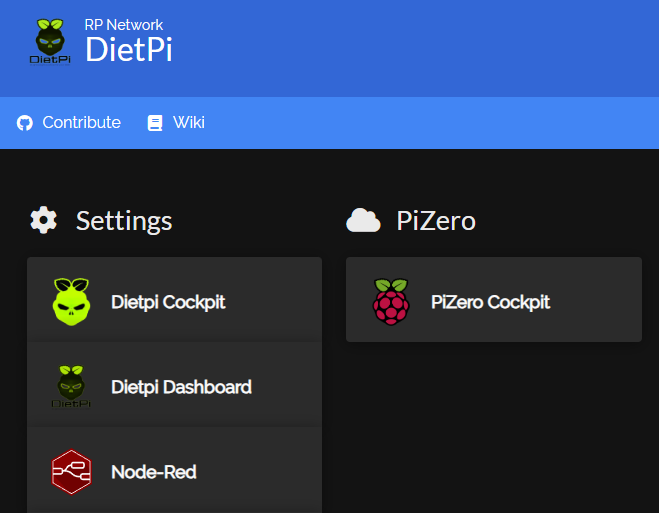 RP Network
DietPi
DietPi
Contribute
Wiki
Settings
PiZero
Dietpi Cockpit
PiZero Cockpit
Dietpi Dashboard
DietPi
Node-Red